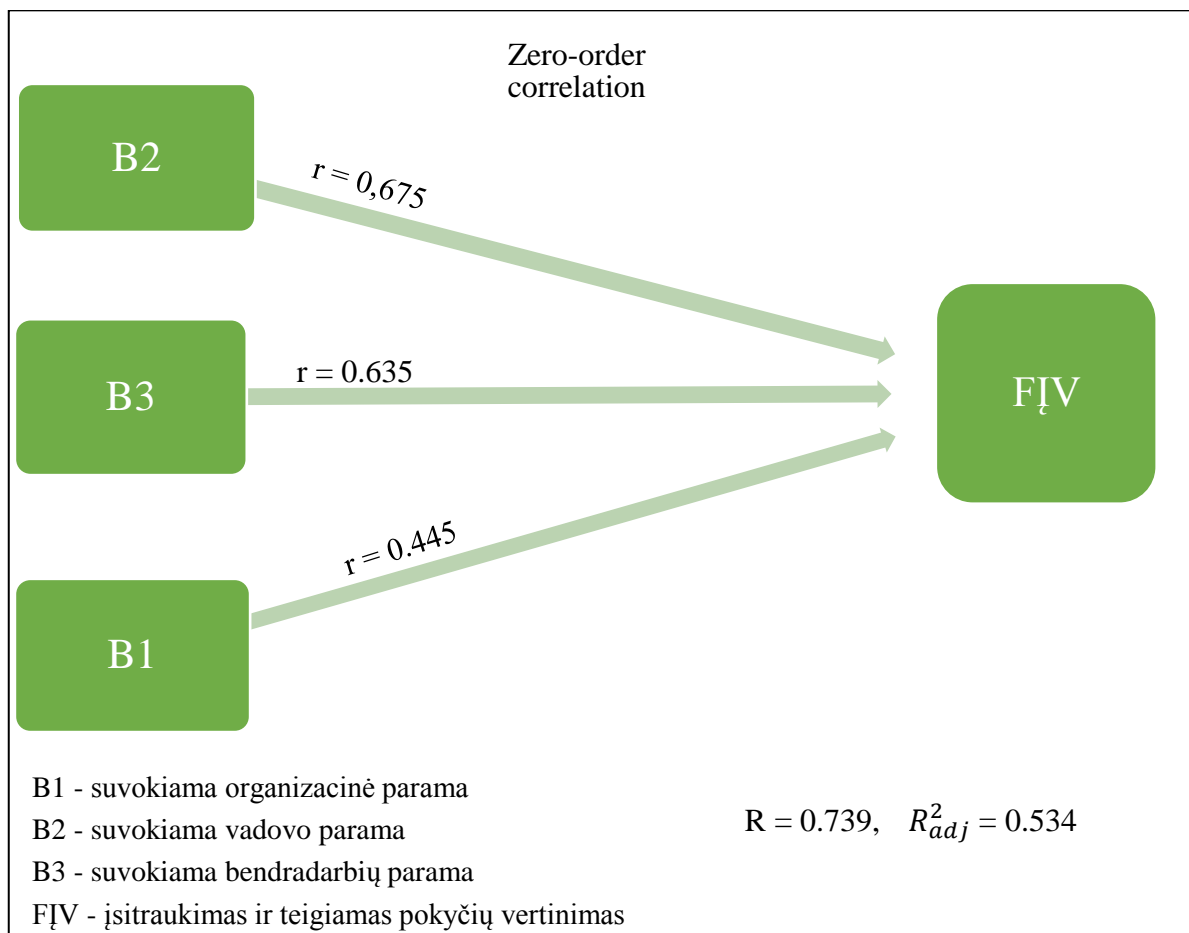 Zero-order
correlation
B2
r = 0,675
B3
r = 0.635
FĮV
r = 0.445
B1
B1 - suvokiama organizacinė parama
B2 - suvokiama vadovo parama
B3 - suvokiama bendradarbių parama
FĮV - įsitraukimas ir teigiamas pokyčių vertinimas
R = 0.739, R²adj = 0.534